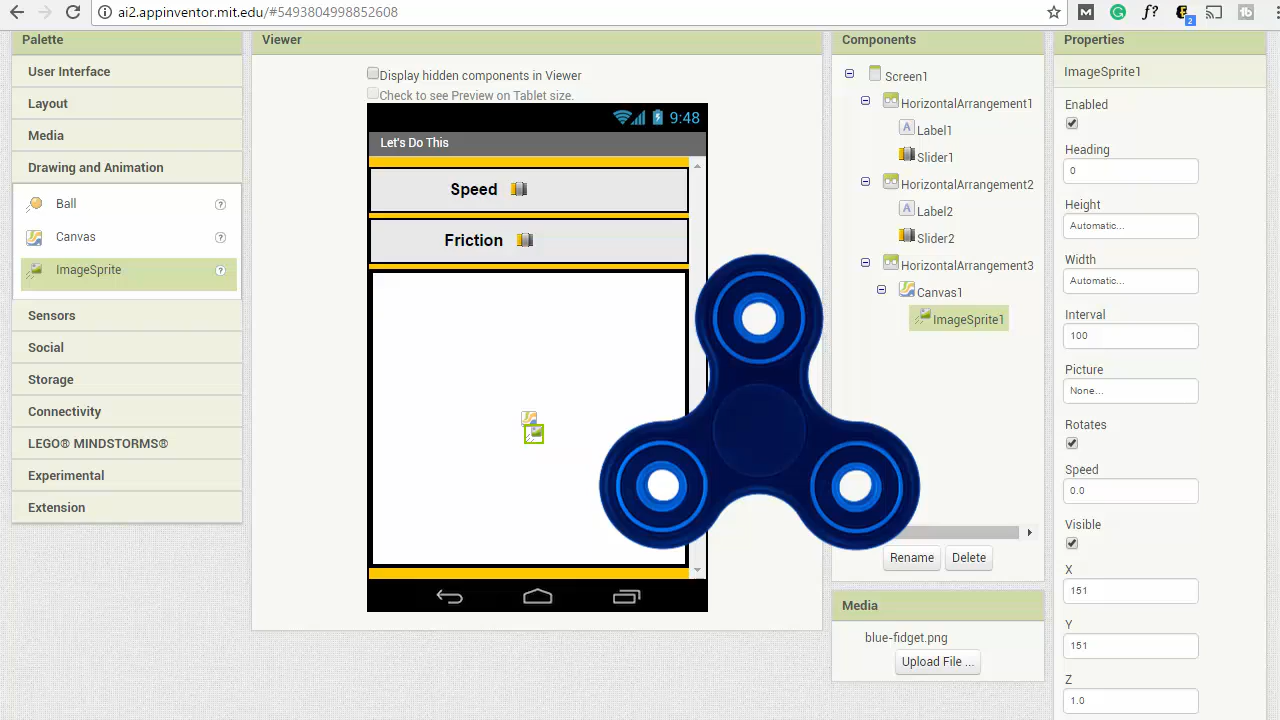 ai2.appinventor.mit.edu/#5493804998852608
M
f?
2
Palette
User Interface
Layout
Media
Drawing and Animation
Ball
?
Canvas
?
ImageSprite
?
Sensors
Social
Storage
Connectivity
LEGO® MINDSTORMS®
Experimental
Extension
Viewer
Display hidden components in Viewer
Check to see Preview on Tablet size.
9:48
Let's Do This
Speed
Friction
Components
Screen1
HorizontalArrangement1
A Label1
Slider1
HorizontalArrangement2
A Label2
Slider2
HorizontalArrangement3
Canvas1
ImageSprite1
Rename
Delete
Media
blue-fidget.png
Upload File ...
Properties
ImageSprite1
Enabled
Heading
0
Height
Automatic...
Width
Automatic...
Interval
100
Picture
None...
Rotates
Speed
0.0
Visible
X
151
Y
151
Z
1.0